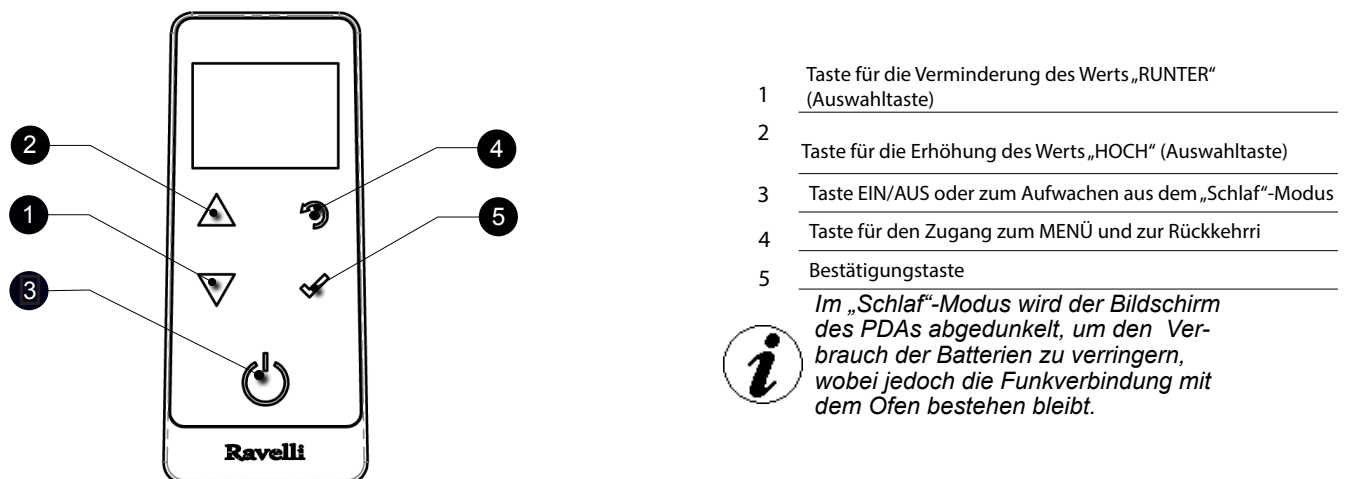 2
1
3
4
5
Ravelli
1 Taste für die Verminderung des Werts „RUNTER“
(Auswahltaste)
2 Taste für die Erhöhung des Werts „HOCH“ (Auswahltaste)
3 Taste EIN/AUS oder zum Aufwachen aus dem „Schlaf“-Modus
4 Taste für den Zugang zum MENÜ und zur Rückkehrri
5 Bestätigungstaste
i
Im „Schlaf“-Modus wird der Bildschirm
des PDAs abgedunkelt, um den Ver-
brauch der Batterien zu verringern,
wobei jedoch die Funkverbindung mit
dem Ofen bestehen bleibt.